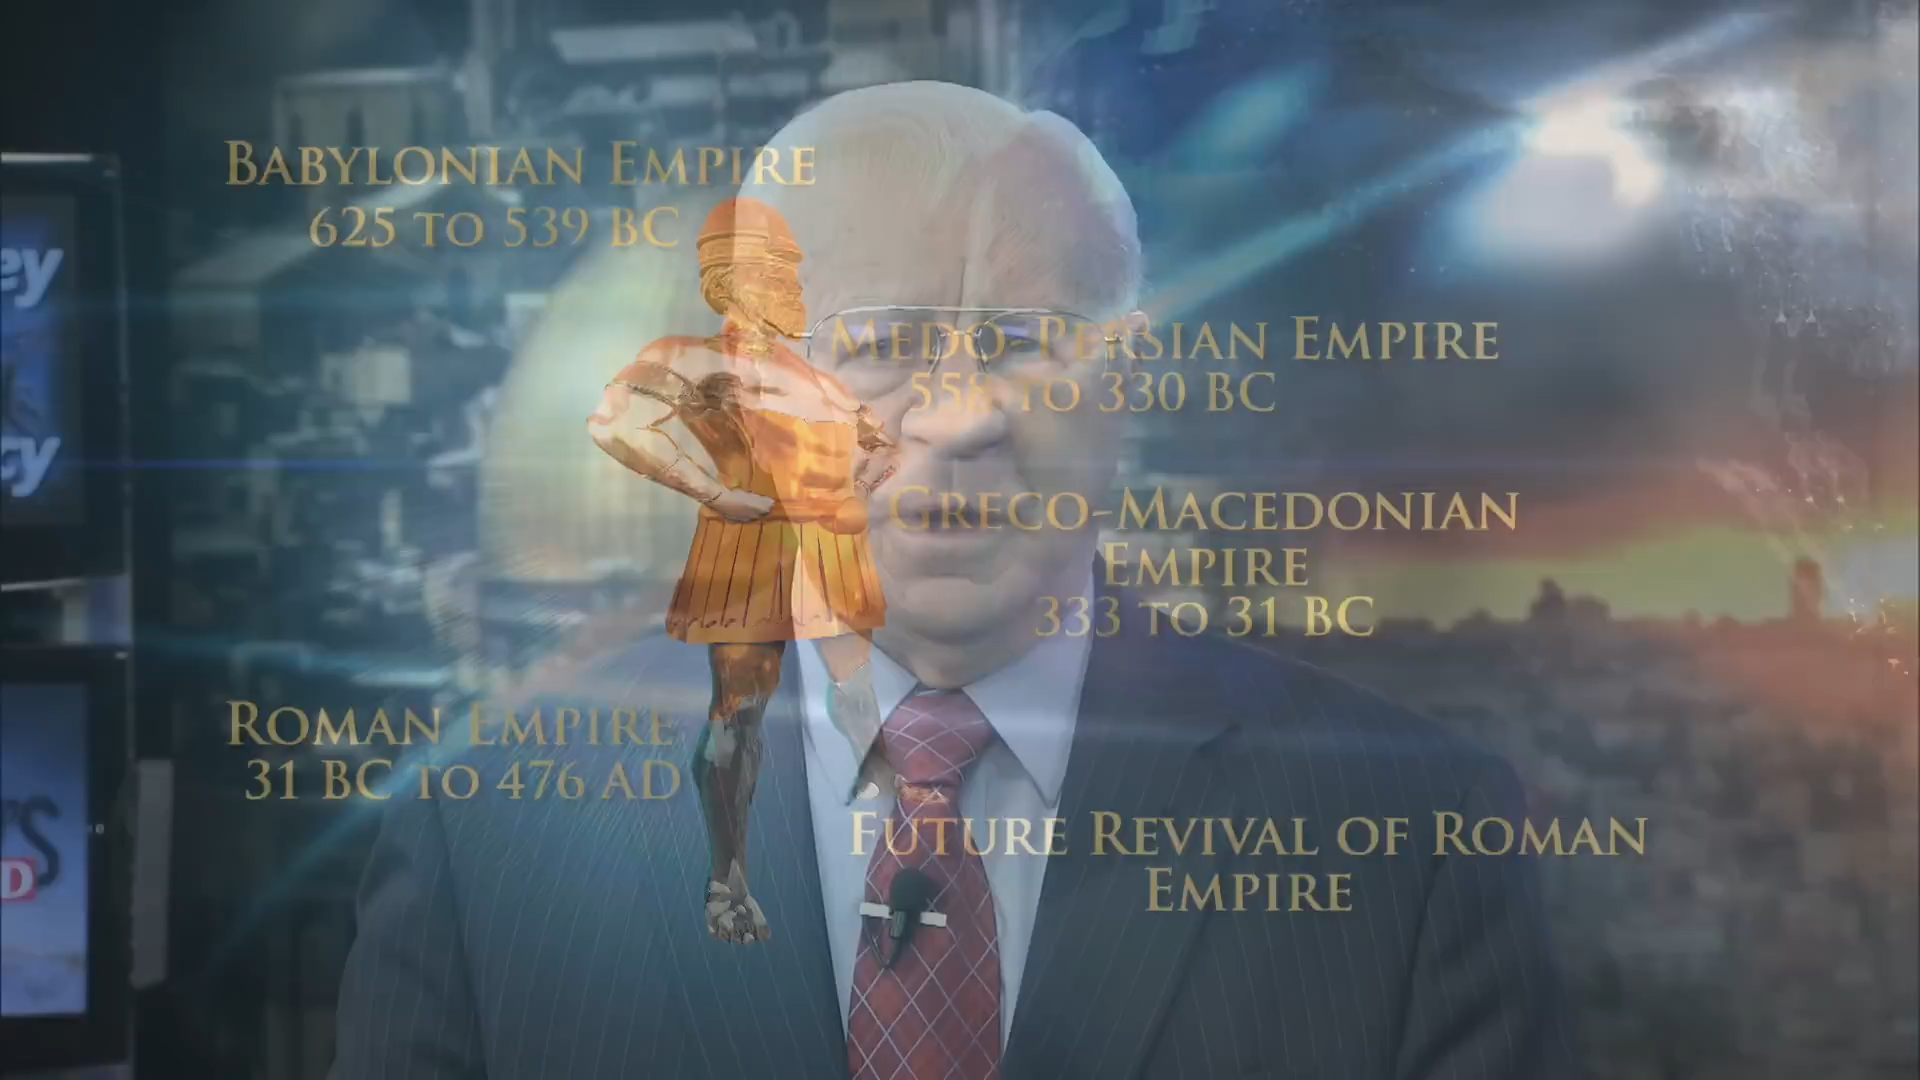 Babylonian Empire
625 to 539 BC
Medo-Persian Empire
558 to 330 BC
Greco-Macedonian
Empire
333 to 31 BC
Roman Empire
31 BC to 476 AD
Future Revival of Roman
Empire